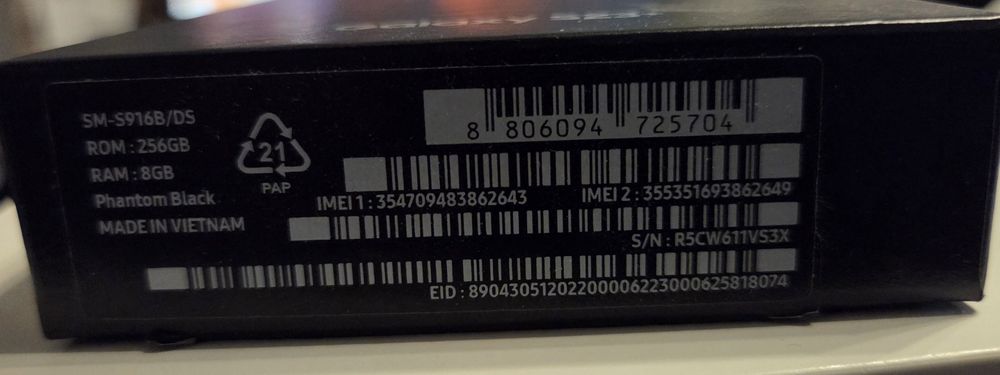 SM-S916B/DS
ROM : 256GB
RAM : 8GB
Phantom Black
MADE IN VIETNAM
21
PAP
8 806094 725704
IMEI 1 : 354709483862643
IMEI 2 : 355351693862649
S/N : R5CW611VS3X
EID : 89043051202200006223000625818074